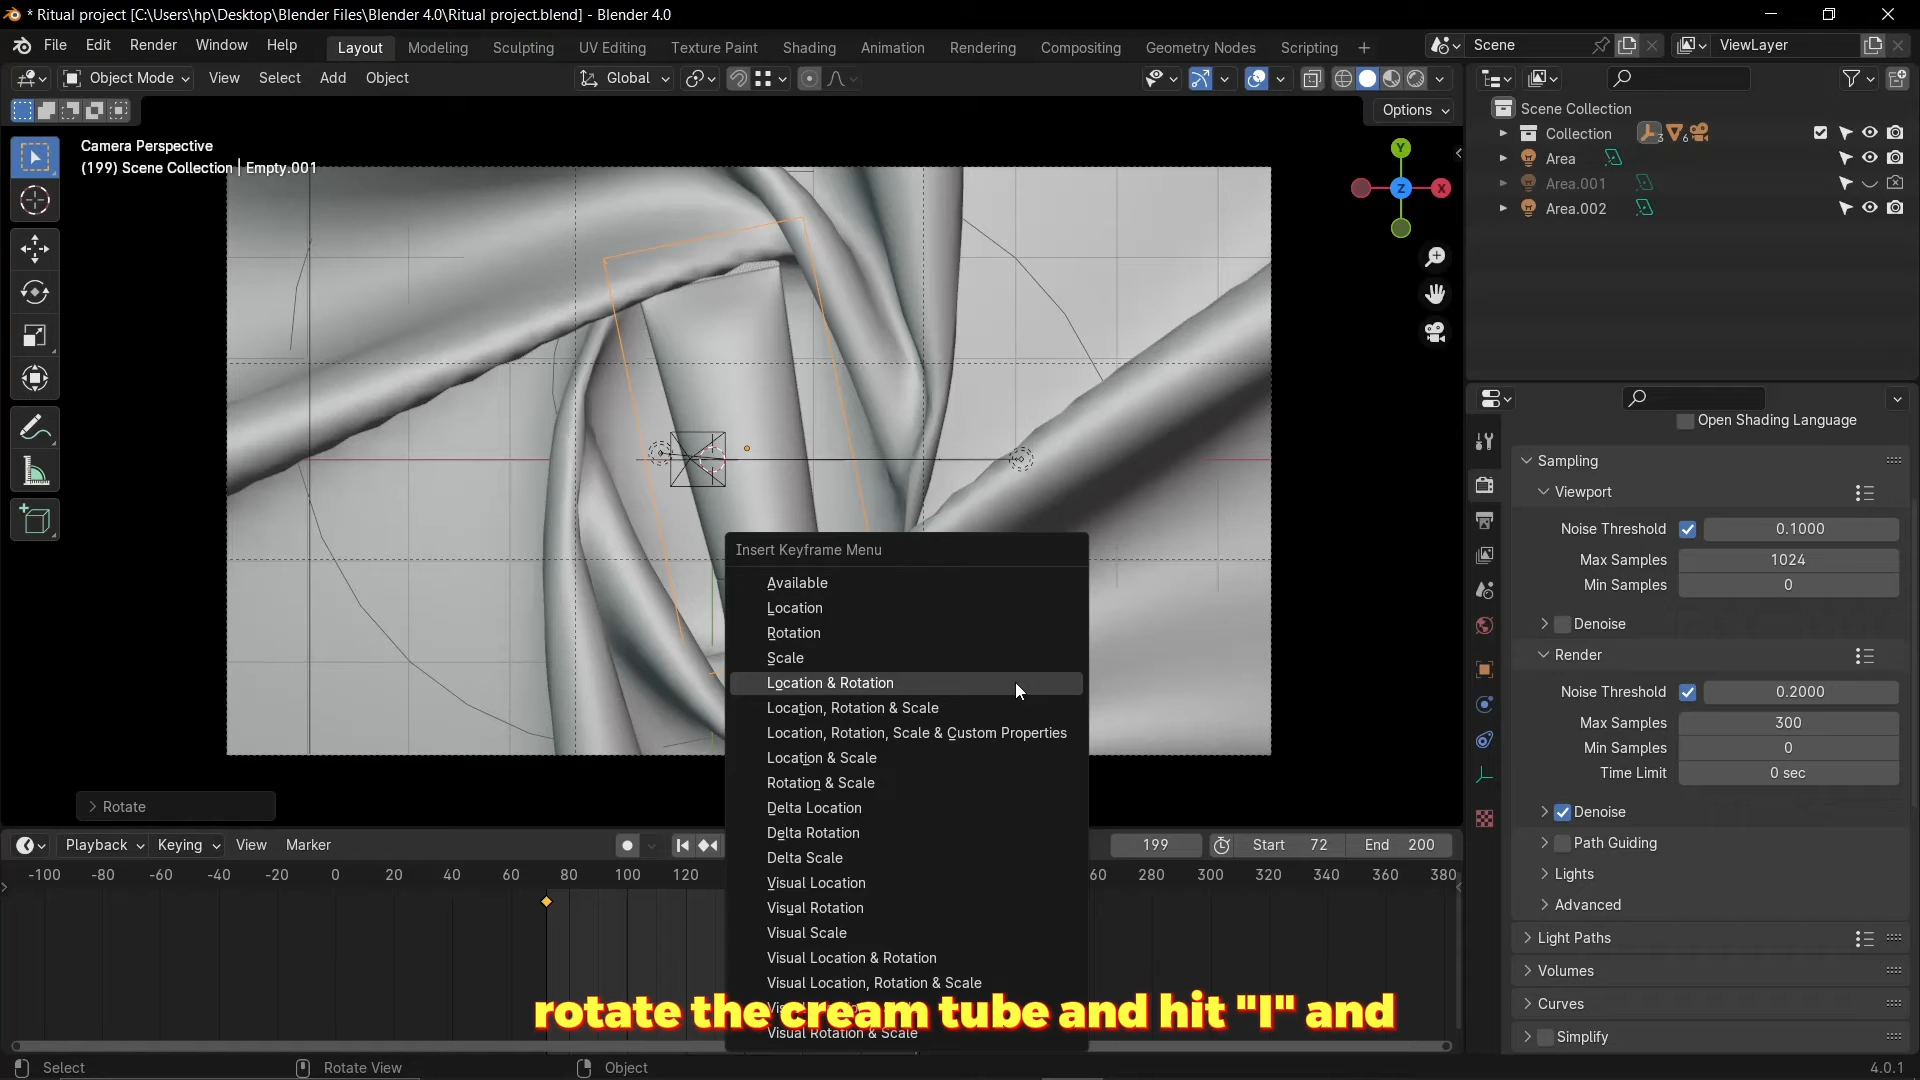 * Ritual project [C:\Users\hp\Desktop\Blender Files\Blender 4.0\Ritual project.blend] - Blender 4.0
File Edit Render Window Help Layout Modeling Sculpting UV Editing Texture Paint Shading Animation Rendering Compositing Geometry Nodes Scripting + Scene ViewLayer
Object Mode View Select Add Object Global
Options
Camera Perspective
(199) Scene Collection | Empty.001
Y
Z X
Scene Collection
Collection 3 6
Area
Area.001
Area.002
Open Shading Language
Sampling
Viewport
Noise Threshold 0.1000
Max Samples 1024
Min Samples 0
Denoise
Render
Noise Threshold 0.2000
Max Samples 300
Min Samples 0
Time Limit 0 sec
Denoise
Path Guiding
Lights
Advanced
Light Paths
Volumes
Curves
Simplify
Insert Keyframe Menu
Available
Location
Rotation
Scale
Location & Rotation
Location, Rotation & Scale
Location, Rotation, Scale & Custom Properties
Location & Scale
Rotation & Scale
Delta Location
Delta Rotation
Delta Scale
Visual Location
Visual Rotation
Visual Scale
Visual Location & Rotation
Visual Location, Rotation & Scale
Visual Rotation & Scale
Rotate
Playback Keying View Marker 199 Start 72 End 200
-100 -80 -60 -40 -20 0 20 40 60 80 100 120 60 280 300 320 340 360 380
rotate the cream tube and hit "I" and
Select Rotate View Object 4.0.1